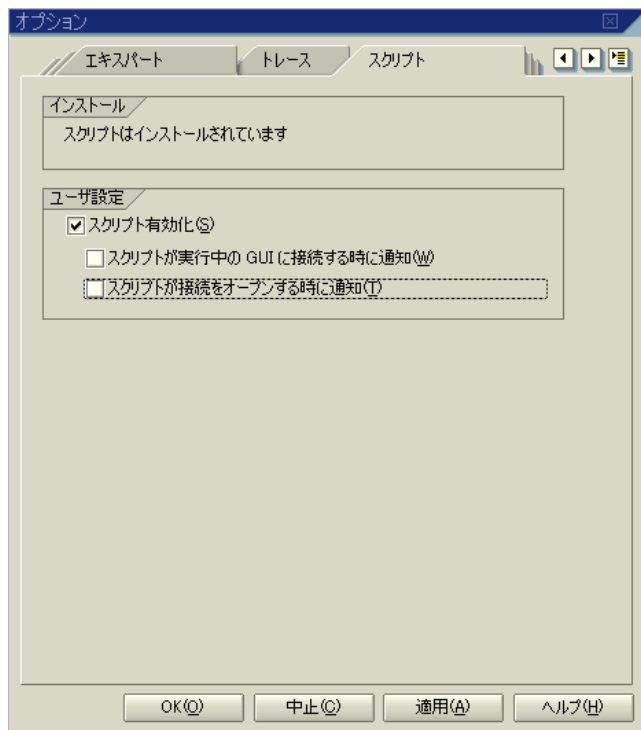 オプション
エキスパート トレース スクリプト
インストール
スクリプトはインストールされています
ユーザ設定
スクリプト有効化(S)
スクリプトが実行中の GUI に接続する時に通知(W)
スクリプトが接続をオープンする時に通知(T)
OK(O) 中止(C) 適用(A) ヘルプ(H)